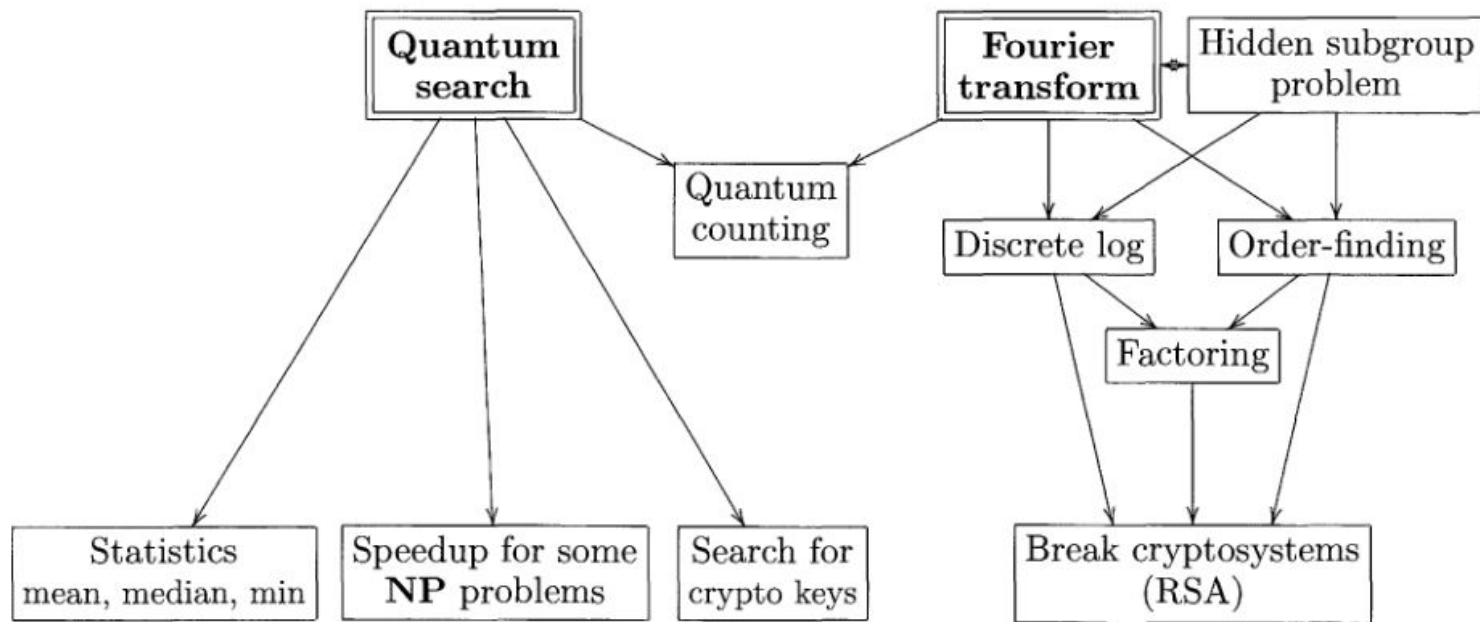 Quantum
search
Fourier
transform
Hidden subgroup
problem
Quantum
counting
Discrete log
Order-finding
Factoring
Statistics
mean, median, min
Speedup for some
NP problems
Search for
crypto keys
Break cryptosystems
(RSA)